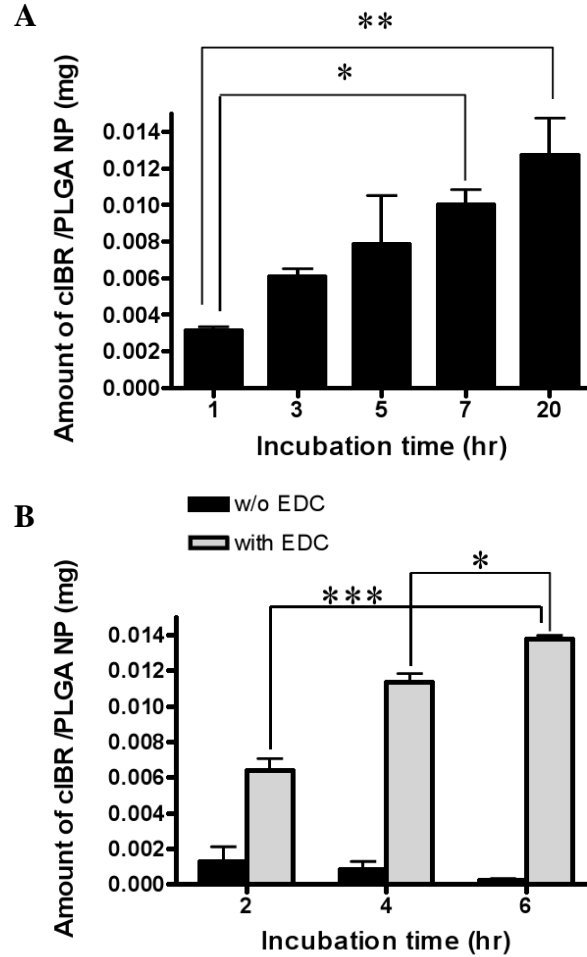 A
**
*
Amount of cIBR /PLGA NP (mg)
0.014
0.012
0.010
0.008
0.006
0.004
0.002
0.000
1 3 5 7 20
Incubation time (hr)
B
w/o EDC
with EDC
***
*
Amount of cIBR /PLGA NP (mg)
0.014
0.012
0.010
0.008
0.006
0.004
0.002
0.000
2 4 6
Incubation time (hr)